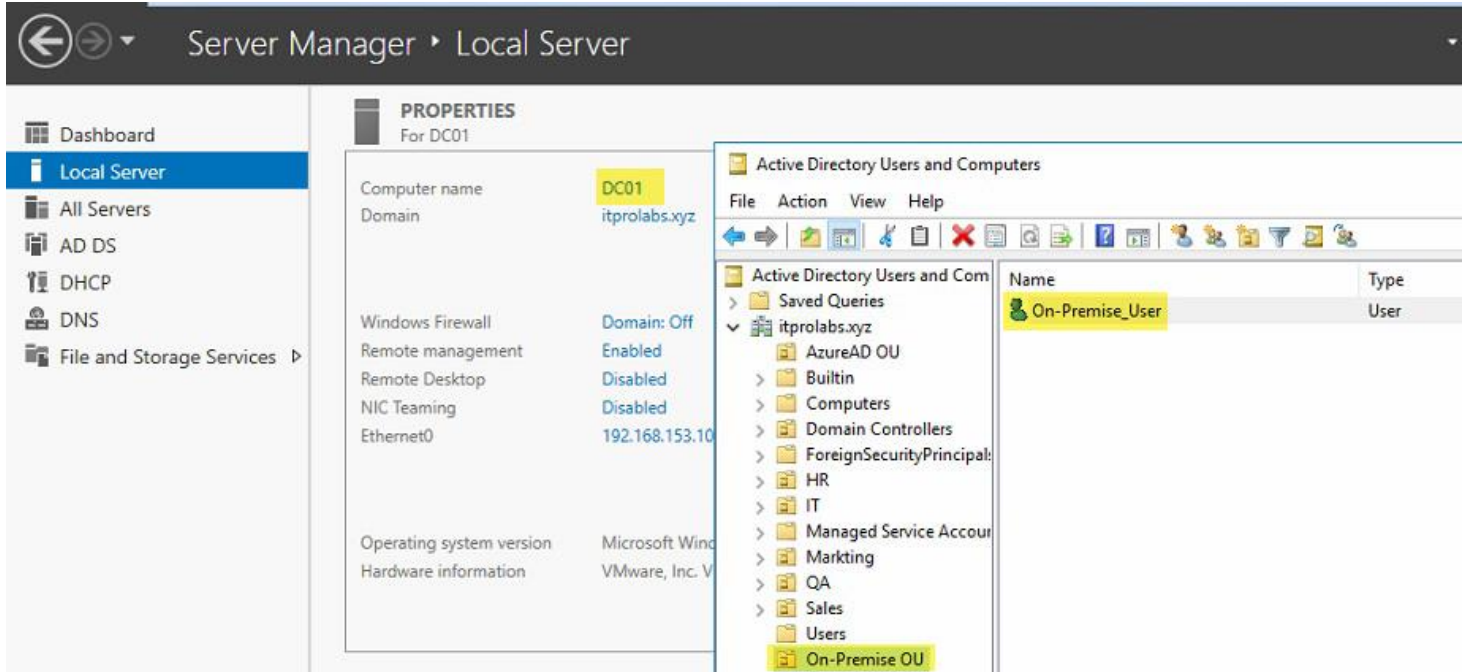 Server Manager ‣ Local Server
Dashboard
Local Server
All Servers
AD DS
DHCP
DNS
File and Storage Services
PROPERTIES
For DC01
Computer name DC01
Domain itprolabs.xyz
Windows Firewall Domain: Off
Remote management Enabled
Remote Desktop Disabled
NIC Teaming Disabled
Ethernet0 192.168.153.10
Operating system version Microsoft Wind
Hardware information VMware, Inc. V
Active Directory Users and Computers
File Action View Help
Active Directory Users and Com
Saved Queries
itprolabs.xyz
AzureAD OU
Builtin
Computers
Domain Controllers
ForeignSecurityPrincipals
HR
IT
Managed Service Accour
Markting
QA
Sales
Users
On-Premise OU
Name Type
On-Premise_User User